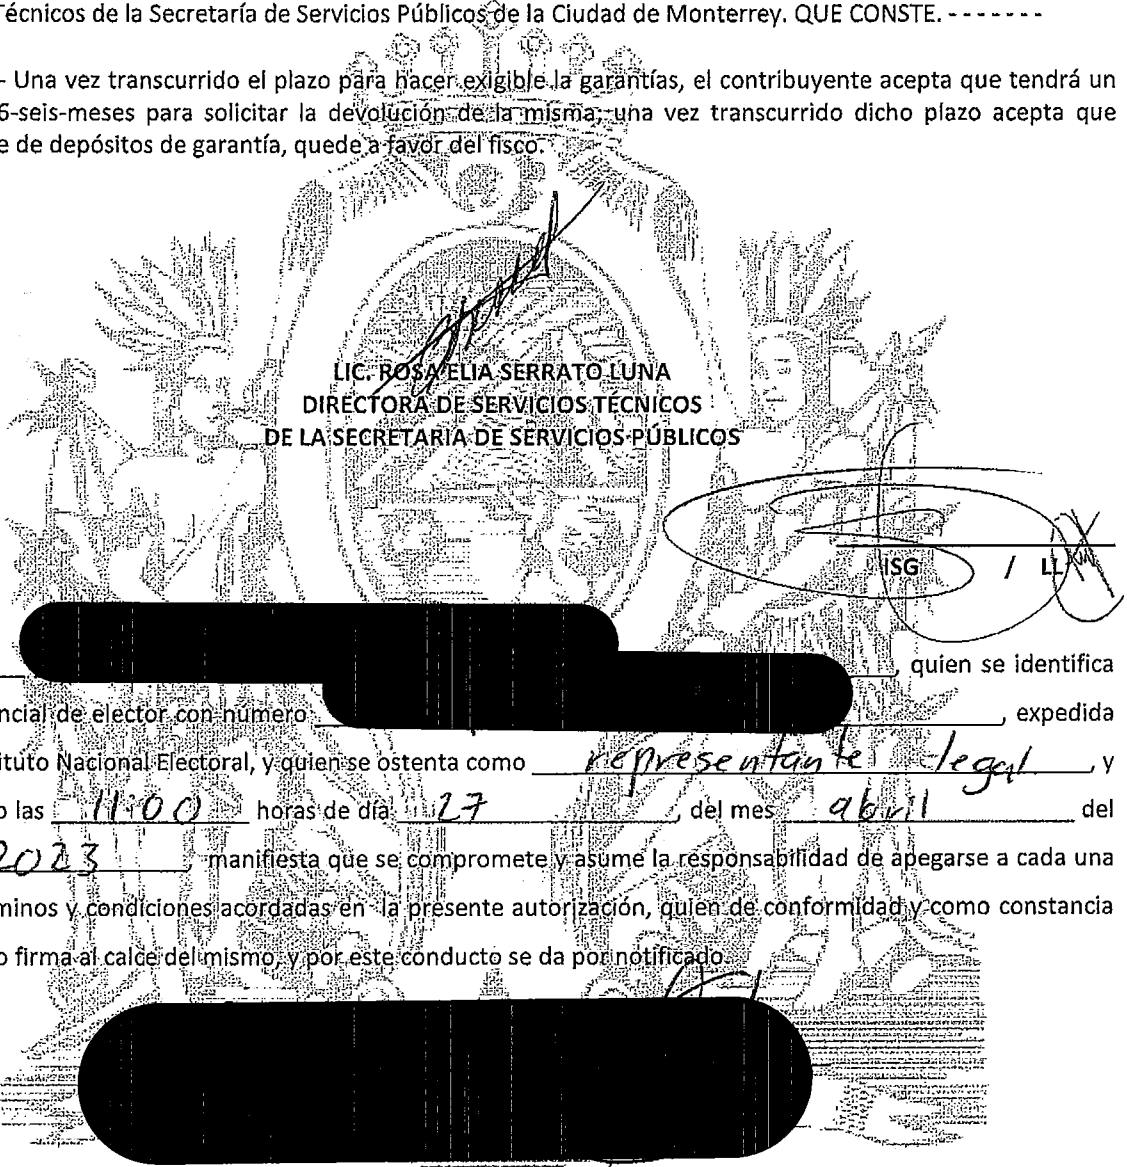 Técnicos de la Secretaría de Servicios Públicos de la Ciudad de Monterrey. QUE CONSTE. - - - - - - -
- Una vez transcurrido el plazo para hacer exigible la garantías, el contribuyente acepta que tendrá un
6-seis-meses para solicitar la devolución de la misma; una vez transcurrido dicho plazo acepta que
e de depósitos de garantía, quede a favor del fisco.
LIC. ROSA ELIA SERRATO LUNA
DIRECTORA DE SERVICIOS TÉCNICOS
DE LA SECRETARIA DE SERVICIOS PÚBLICOS
ISG / LL
, quien se identifica
ncial de elector con número , expedida
ituto Nacional Electoral, y quien se ostenta como representante legal, y
o las 11:00 horas de día 27, del mes abril del
2023, manifiesta que se compromete y asume la responsabilidad de apegarse a cada una
minos y condiciones acordadas en la presente autorización, quien de conformidad y como constancia
o firma al calce del mismo, y por este conducto se da por notificado.